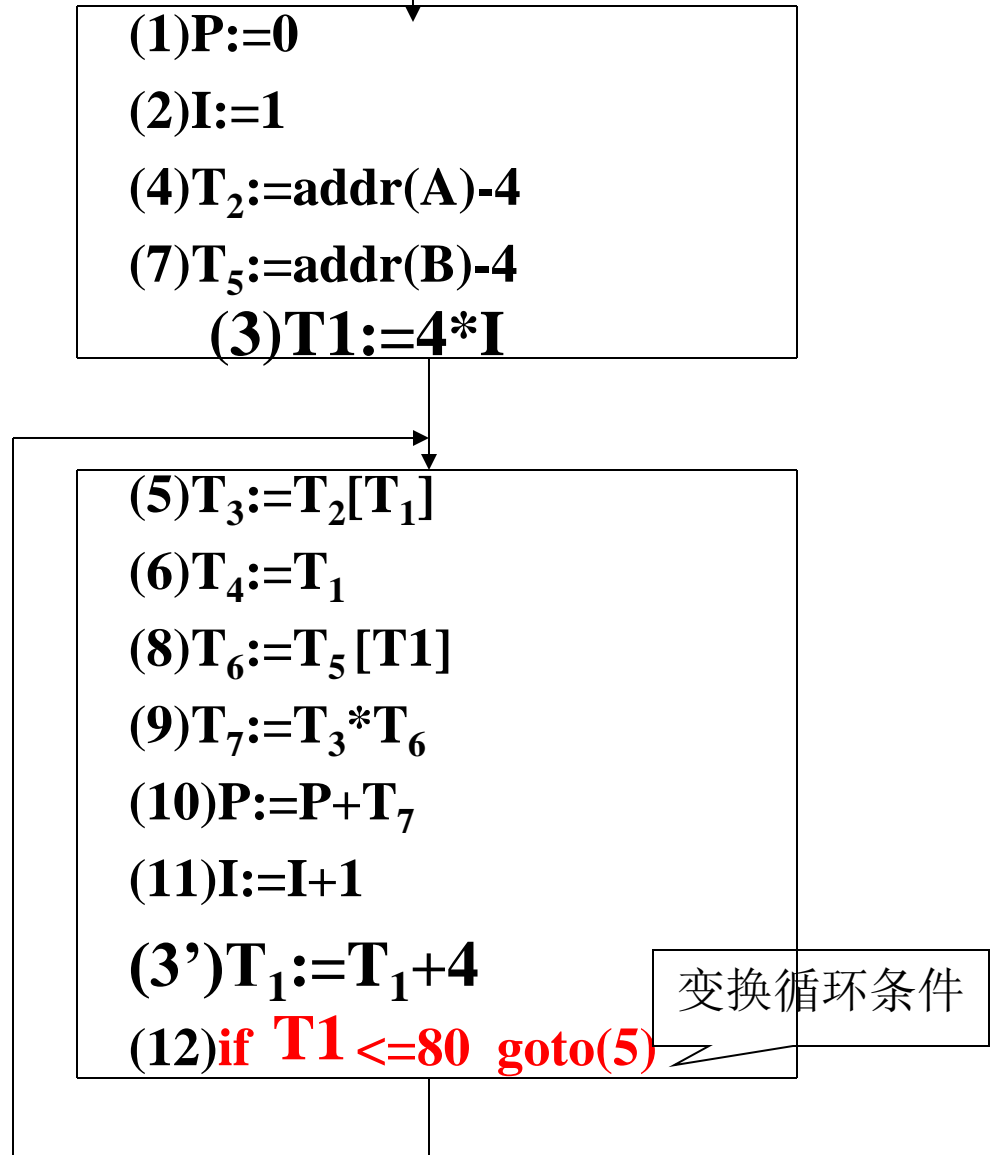 (1)P:=0
(2)I:=1
(4)T₂:=addr(A)-4
(7)T₅:=addr(B)-4
(3)T1:=4*I
(5)T₃:=T₂[T₁]
(6)T₄:=T₁
(8)T₆:=T₅[T1]
(9)T₇:=T₃*T₆
(10)P:=P+T₇
(11)I:=I+1
(3’)T₁:=T₁+4
变换循环条件
(12)if T1 <=80 goto(5)